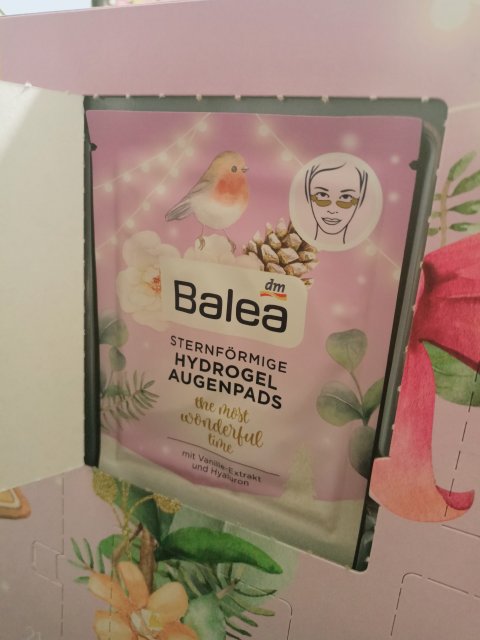 dm
Balea
STERNFÖRMIGE
HYDROGEL
AUGENPADS
the most
wonderful
time
mit Vanille-Extrakt
und Hyaluron